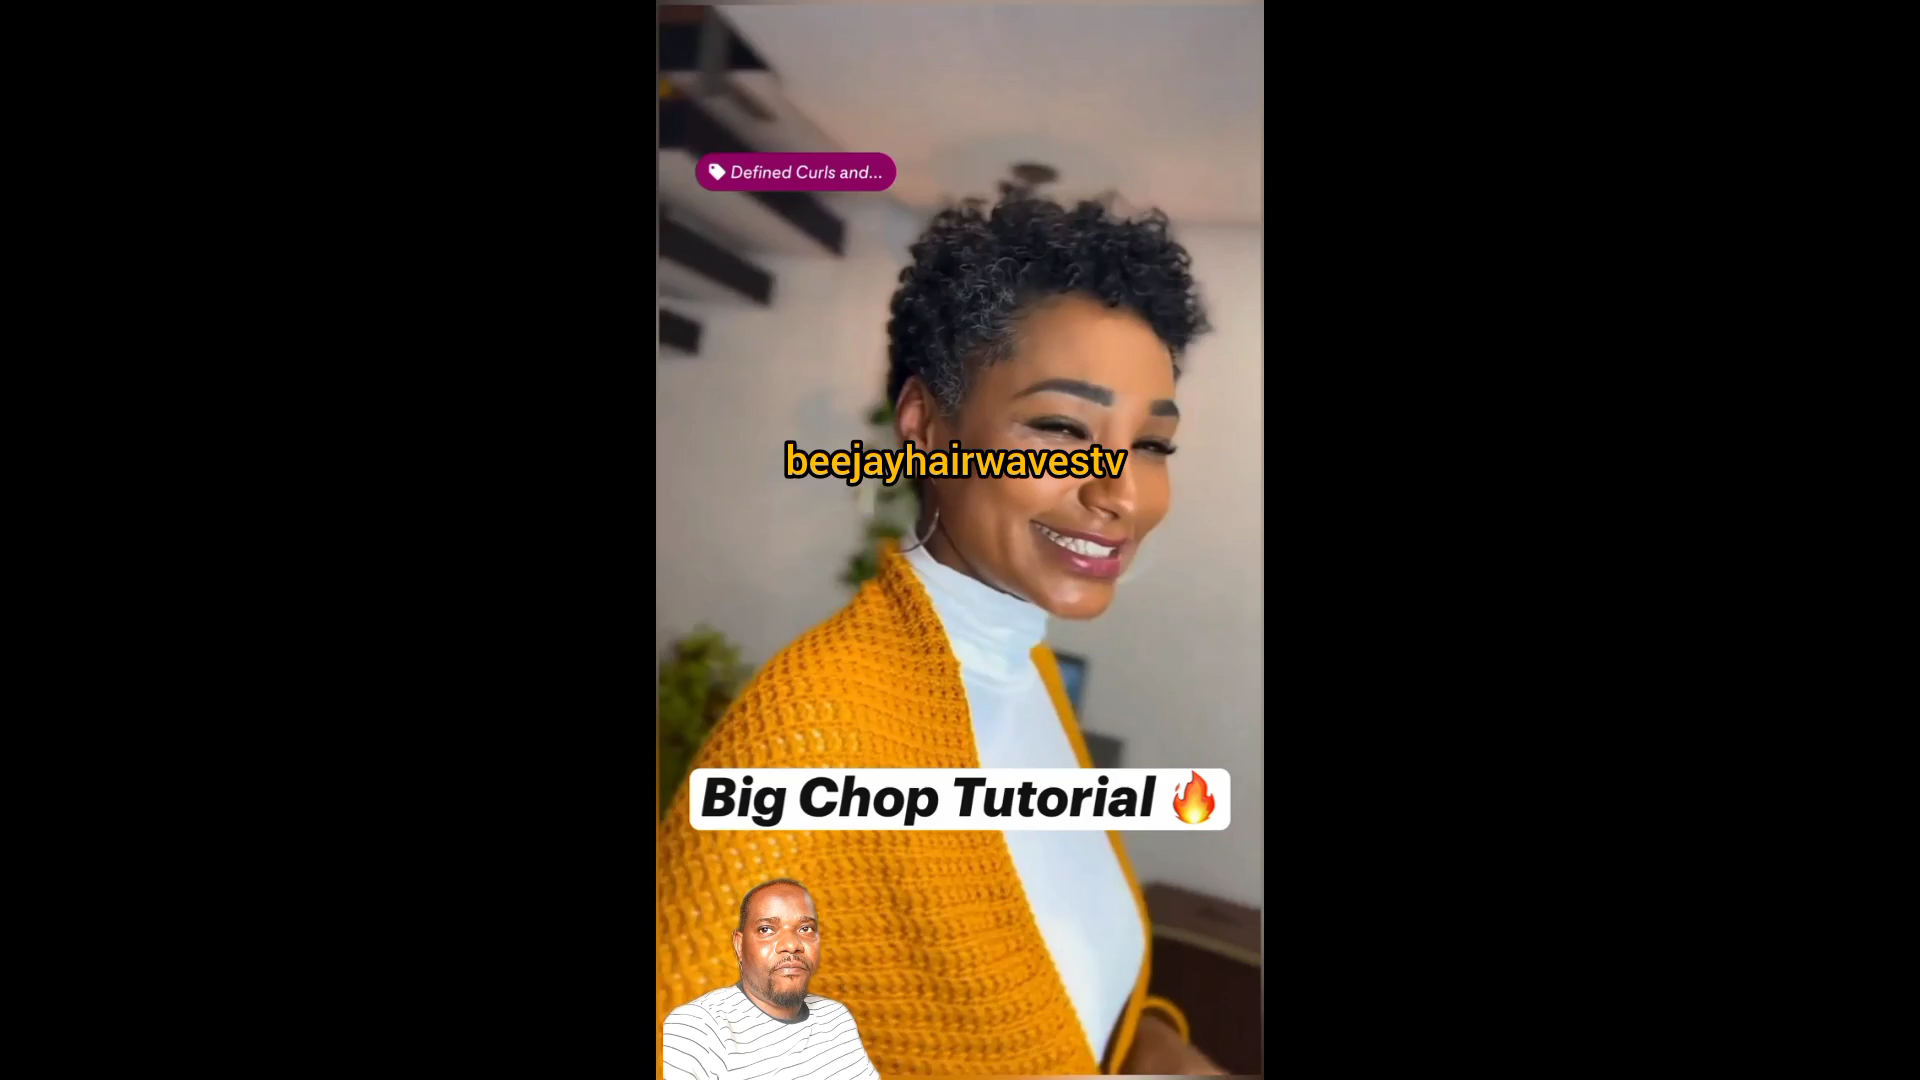 Defined Curls and...
beejayhairwavestv
Big Chop Tutorial 🔥